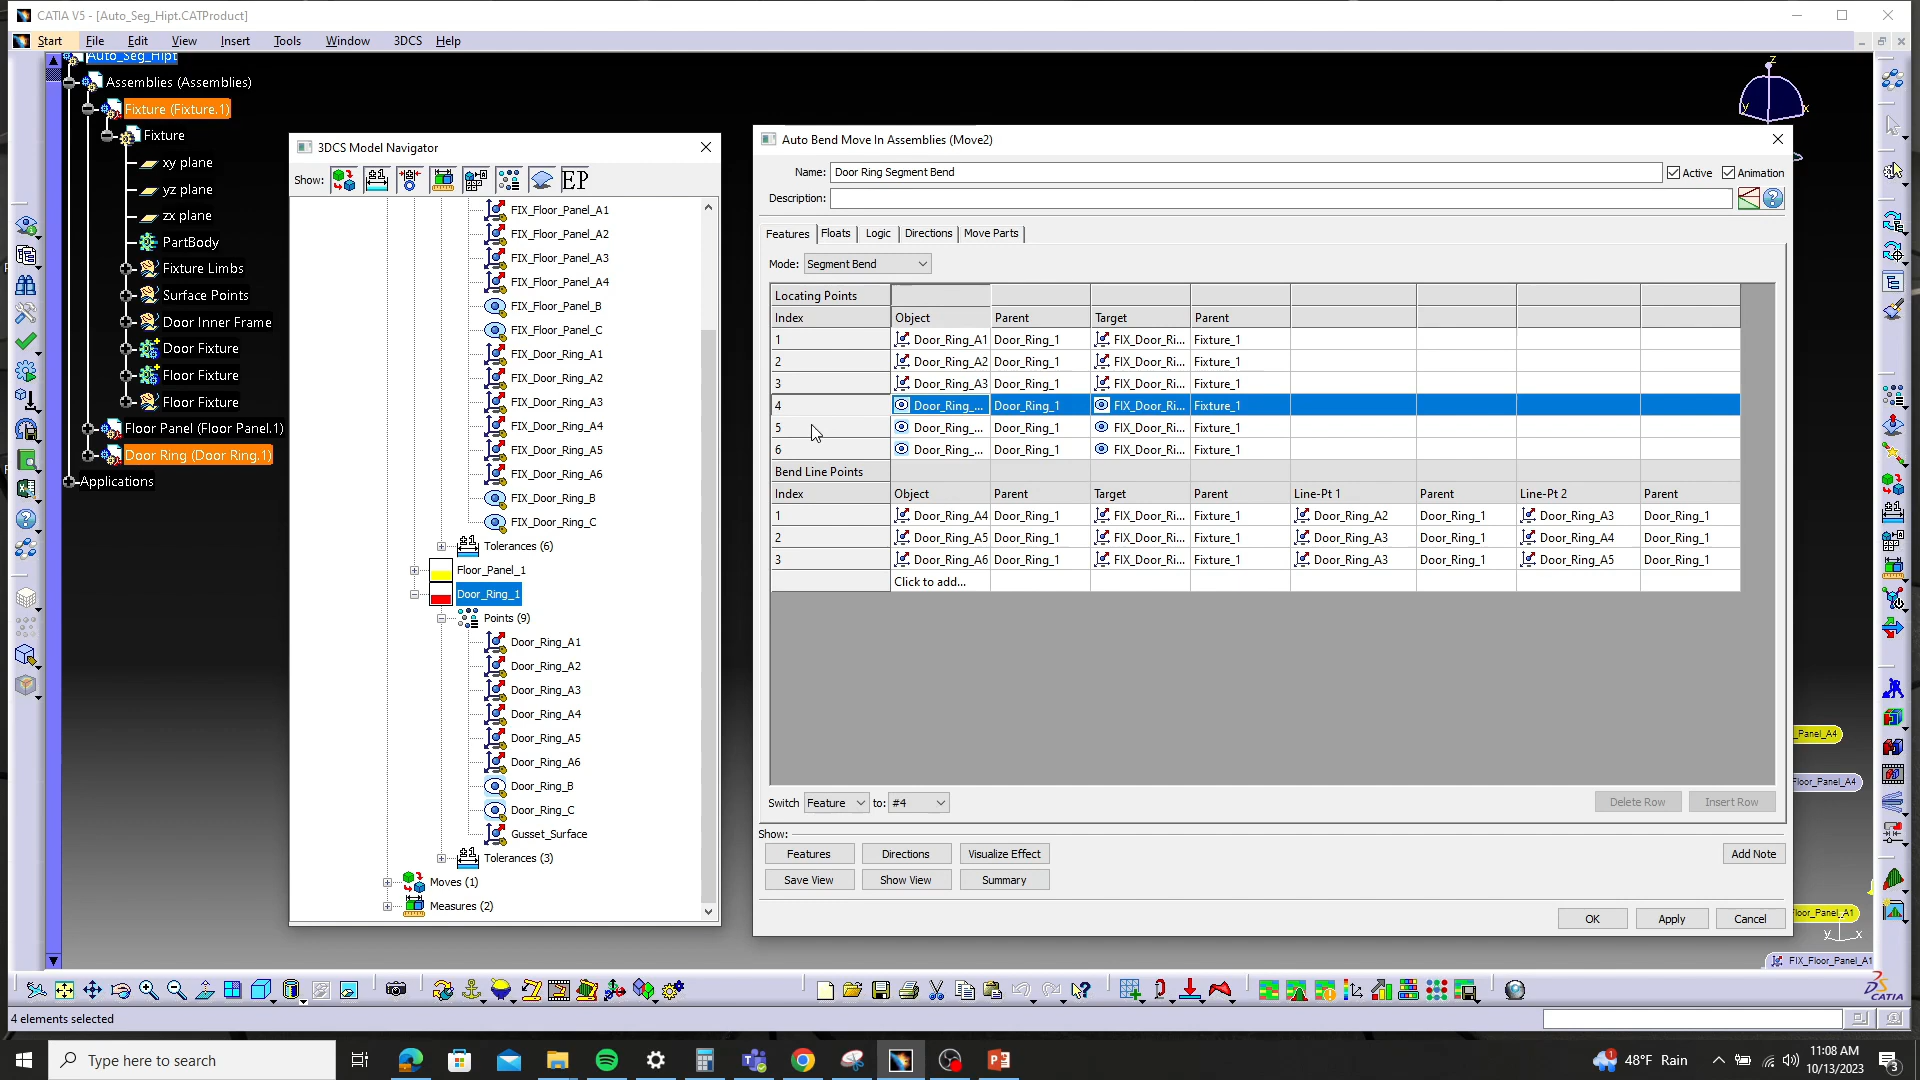 CATIA V5 - [Auto_Seg_Hipt.CATProduct]
Start File Edit View Insert Tools Window 3DCS Help
Auto_Seg_Hipt
Assemblies (Assemblies)
Fixture (Fixture.1)
Fixture
xy plane
yz plane
zx plane
PartBody
Fixture Limbs
Surface Points
Door Inner Frame
Door Fixture
Floor Fixture
Floor Fixture
Floor Panel (Floor Panel.1)
Door Ring (Door Ring.1)
Applications
3DCS Model Navigator
Show: EP
FIX_Floor_Panel_A1
FIX_Floor_Panel_A2
FIX_Floor_Panel_A3
FIX_Floor_Panel_A4
FIX_Floor_Panel_B
FIX_Floor_Panel_C
FIX_Door_Ring_A1
FIX_Door_Ring_A2
FIX_Door_Ring_A3
FIX_Door_Ring_A4
FIX_Door_Ring_A5
FIX_Door_Ring_A6
FIX_Door_Ring_B
FIX_Door_Ring_C
Tolerances (6)
Floor_Panel_1
Door_Ring_1
Points (9)
Door_Ring_A1
Door_Ring_A2
Door_Ring_A3
Door_Ring_A4
Door_Ring_A5
Door_Ring_A6
Door_Ring_B
Door_Ring_C
Gusset_Surface
Tolerances (3)
Moves (1)
Measures (2)
Auto Bend Move In Assemblies (Move2)
Name: Door Ring Segment Bend Active Animation
Description:
Features Floats Logic Directions Move Parts
Mode: Segment Bend
Locating Points
Index Object Parent Target Parent
1 Door_Ring_A1 Door_Ring_1 FIX_Door_Ri... Fixture_1
2 Door_Ring_A2 Door_Ring_1 FIX_Door_Ri... Fixture_1
3 Door_Ring_A3 Door_Ring_1 FIX_Door_Ri... Fixture_1
4 Door_Ring_... Door_Ring_1 FIX_Door_Ri... Fixture_1
5 Door_Ring_... Door_Ring_1 FIX_Door_Ri... Fixture_1
6 Door_Ring_... Door_Ring_1 FIX_Door_Ri... Fixture_1
Bend Line Points
Index Object Parent Target Parent Line-Pt 1 Parent Line-Pt 2 Parent
1 Door_Ring_A4 Door_Ring_1 FIX_Door_Ri... Fixture_1 Door_Ring_A2 Door_Ring_1 Door_Ring_A3 Door_Ring_1
2 Door_Ring_A5 Door_Ring_1 FIX_Door_Ri... Fixture_1 Door_Ring_A3 Door_Ring_1 Door_Ring_A4 Door_Ring_1
3 Door_Ring_A6 Door_Ring_1 FIX_Door_Ri... Fixture_1 Door_Ring_A3 Door_Ring_1 Door_Ring_A5 Door_Ring_1
Click to add...
Switch Feature to: #4 Delete Row Insert Row
Show:
Features Directions Visualize Effect Add Note
Save View Show View Summary
OK Apply Cancel
z
y x
_Panel_A4
Floor_Panel_A4
Floor_Panel_A1
y x
FIX_Floor_Panel_A1
CATIA
4 elements selected
Type here to search
48°F Rain
11:08 AM
10/13/2023
3